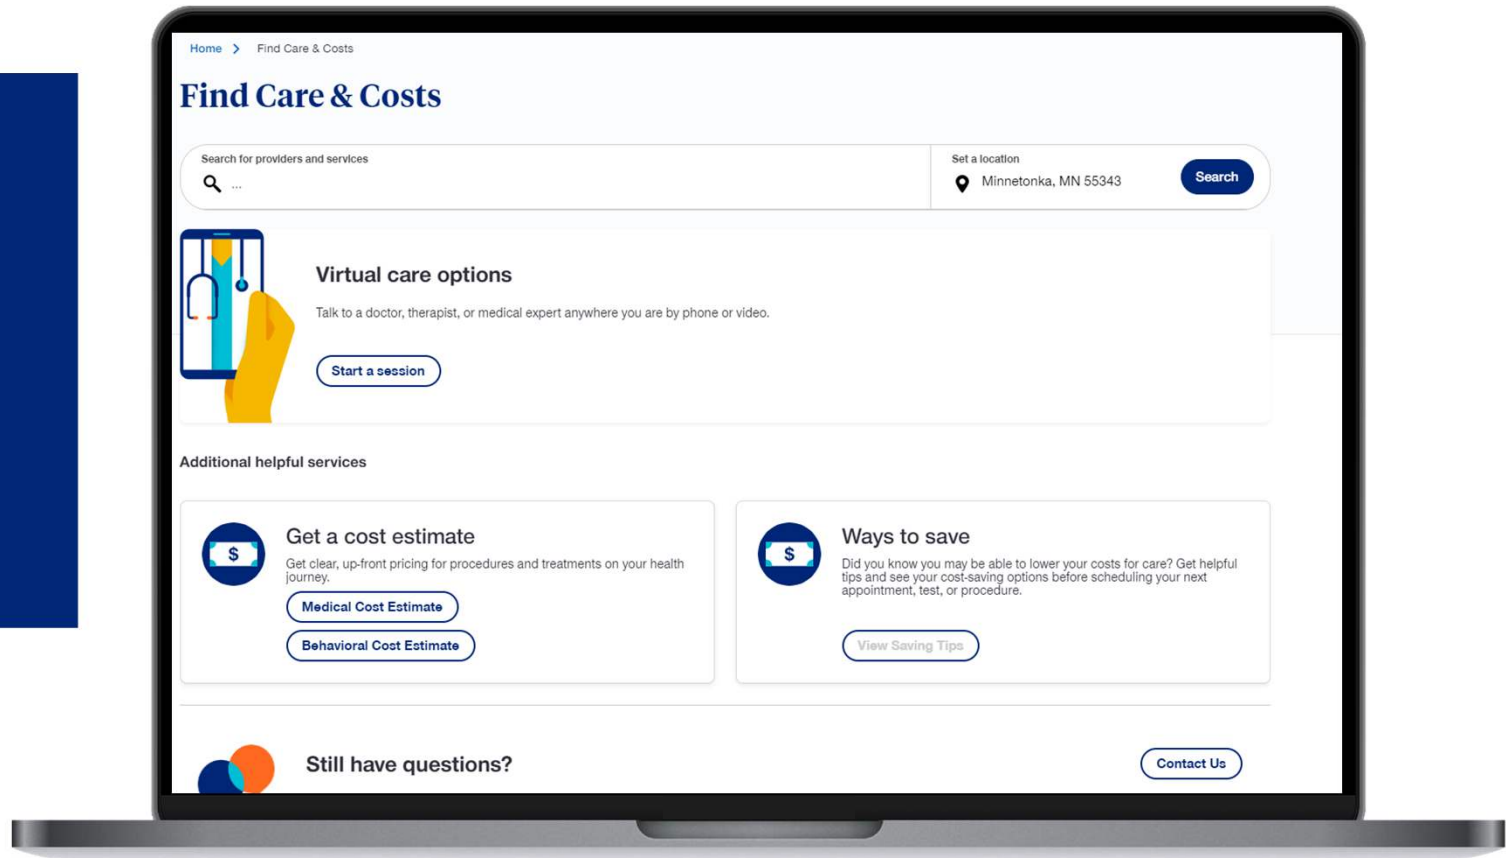 Home > Find Care & Costs
Find Care & Costs
Search for providers and services
...
Set a location
Minnetonka, MN 55343
Search
Virtual care options
Talk to a doctor, therapist, or medical expert anywhere you are by phone or video.
Start a session
Additional helpful services
$
Get a cost estimate
Get clear, up-front pricing for procedures and treatments on your health
journey.
Medical Cost Estimate
Behavioral Cost Estimate
$
Ways to save
Did you know you may be able to lower your costs for care? Get helpful
tips and see your cost-saving options before scheduling your next
appointment, test, or procedure.
View Saving Tips
Still have questions?
Contact Us